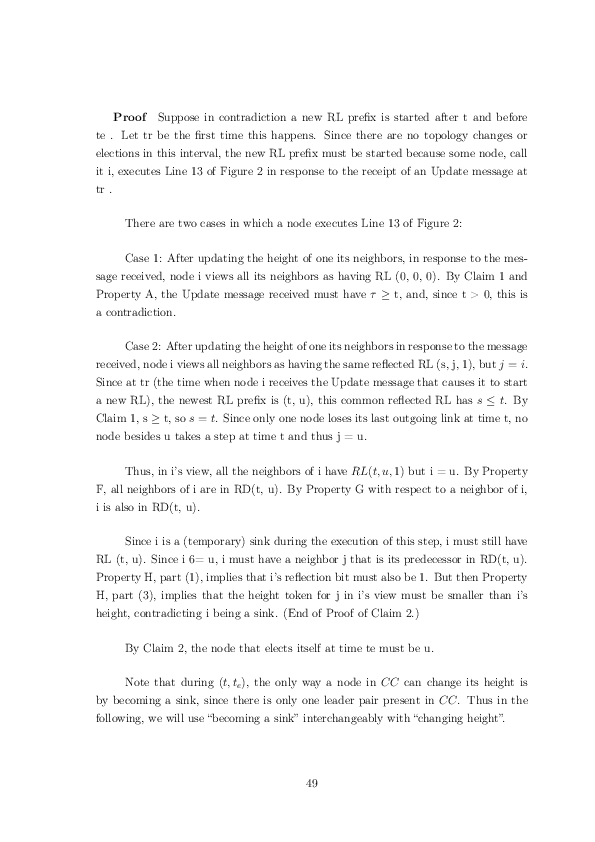 Proof Suppose in contradiction a new RL prefix is started after t and before
te . Let tr be the first time this happens. Since there are no topology changes or
elections in this interval, the new RL prefix must be started because some node, call
it i, executes Line 13 of Figure 2 in response to the receipt of an Update message at
tr .
There are two cases in which a node executes Line 13 of Figure 2:
Case 1: After updating the height of one its neighbors, in response to the mes-
sage received, node i views all its neighbors as having RL (0, 0, 0). By Claim 1 and
Property A, the Update message received must have τ ≥ t, and, since t > 0, this is
a contradiction.
Case 2: After updating the height of one its neighbors in response to the message
received, node i views all neighbors as having the same reflected RL (s, j, 1), but j = i.
Since at tr (the time when node i receives the Update message that causes it to start
a new RL), the newest RL prefix is (t, u), this common reflected RL has s ≤ t. By
Claim 1, s ≥ t, so s = t. Since only one node loses its last outgoing link at time t, no
node besides u takes a step at time t and thus j = u.
Thus, in i's view, all the neighbors of i have RL(t, u, 1) but i = u. By Property
F, all neighbors of i are in RD(t, u). By Property G with respect to a neighbor of i,
i is also in RD(t, u).
Since i is a (temporary) sink during the execution of this step, i must still have
RL (t, u). Since i 6= u, i must have a neighbor j that is its predecessor in RD(t, u).
Property H, part (1), implies that i's reflection bit must also be 1. But then Property
H, part (3), implies that the height token for j in i's view must be smaller than i's
height, contradicting i being a sink. (End of Proof of Claim 2.)
By Claim 2, the node that elects itself at time te must be u.
Note that during (t, tₑ), the only way a node in CC can change its height is
by becoming a sink, since there is only one leader pair present in CC. Thus in the
following, we will use “becoming a sink” interchangeably with “changing height”.
49